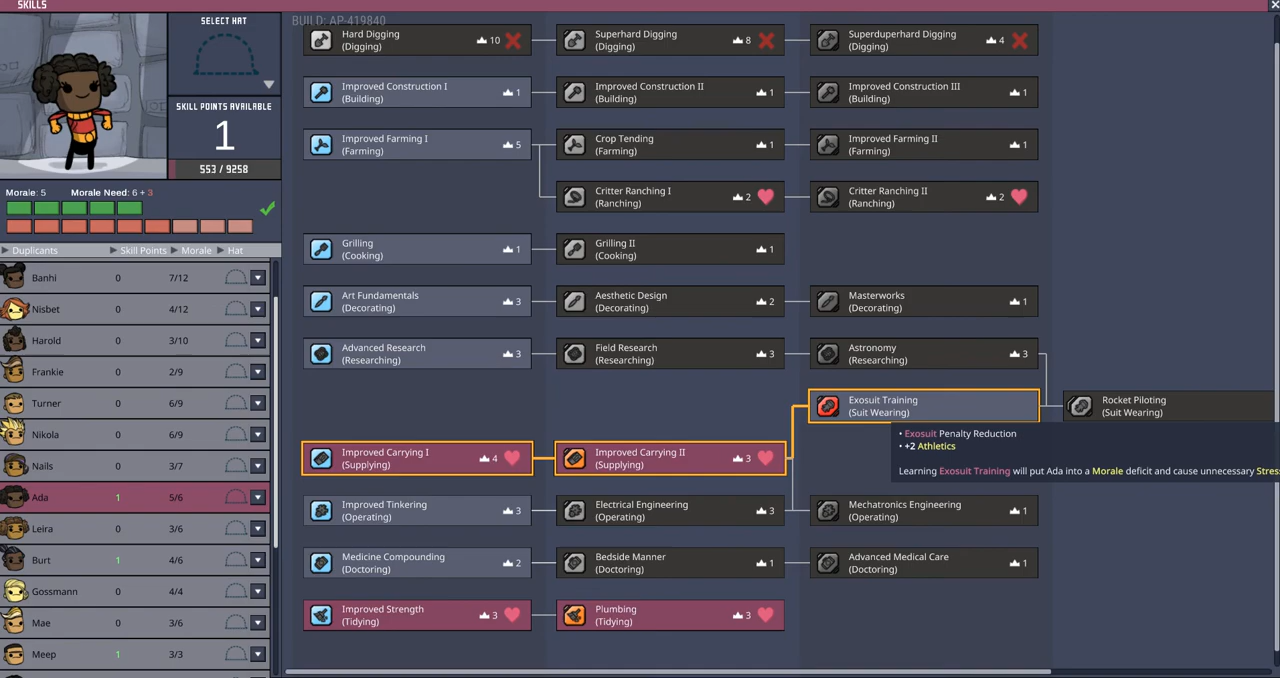 SKILLS
SELECT HAT
SKILL POINTS AVAILABLE
1
553 / 9258
Morale: 5 Morale Need: 6 + 3
Duplicants Skill Points Morale Hat
Banhi 0 7/12
Nisbet 0 4/12
Harold 0 3/10
Frankie 0 2/9
Turner 0 6/9
Nikola 0 6/9
Nails 0 3/7
Ada 1 5/6
Leira 0 3/6
Burt 1 4/6
Gossmann 0 4/4
Mae 0 3/6
Meep 1 3/3
BUILD: AP-419840
Hard Digging
(Digging)
10
Superhard Digging
(Digging)
8
Superduperhard Digging
(Digging)
4
Improved Construction I
(Building)
1
Improved Construction II
(Building)
1
Improved Construction III
(Building)
1
Improved Farming I
(Farming)
5
Crop Tending
(Farming)
1
Improved Farming II
(Farming)
1
Critter Ranching I
(Ranching)
2
Critter Ranching II
(Ranching)
2
Grilling
(Cooking)
1
Grilling II
(Cooking)
1
Art Fundamentals
(Decorating)
3
Aesthetic Design
(Decorating)
2
Masterworks
(Decorating)
1
Advanced Research
(Researching)
3
Field Research
(Researching)
3
Astronomy
(Researching)
3
Exosuit Training
(Suit Wearing)
Rocket Piloting
(Suit Wearing)
• Exosuit Penalty Reduction
• +2 Athletics
Learning Exosuit Training will put Ada into a Morale deficit and cause unnecessary Stres
Improved Carrying I
(Supplying)
4
Improved Carrying II
(Supplying)
3
Improved Tinkering
(Operating)
3
Electrical Engineering
(Operating)
3
Mechatronics Engineering
(Operating)
1
Medicine Compounding
(Doctoring)
2
Bedside Manner
(Doctoring)
1
Advanced Medical Care
(Doctoring)
1
Improved Strength
(Tidying)
3
Plumbing
(Tidying)
3